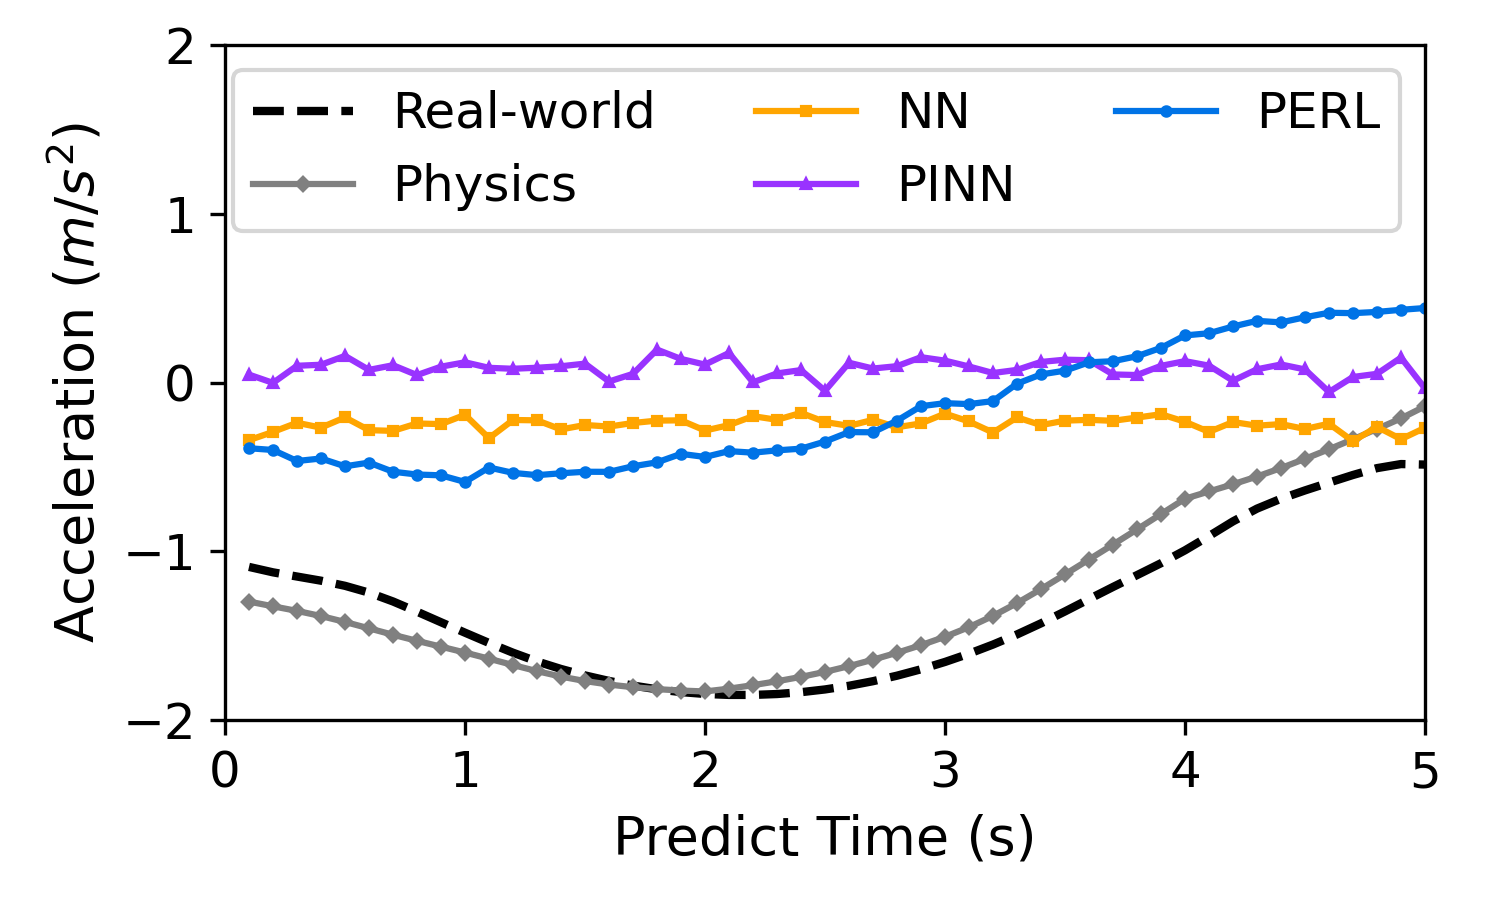 Acceleration (m/s²)
2
1
0
−1
−2
Real-world
Physics
NN
PINN
PERL
0 1 2 3 4 5
Predict Time (s)